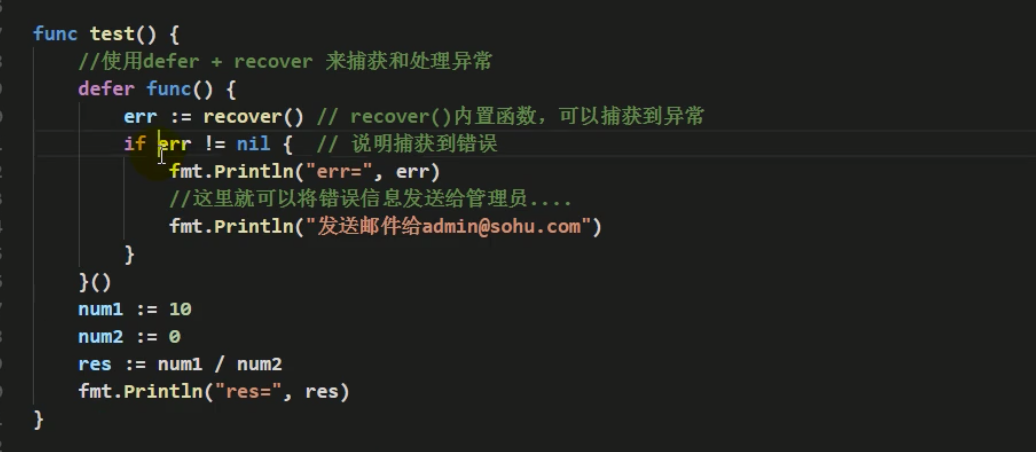 func test() {
//使用defer + recover 来捕获和处理异常
defer func() {
err := recover() // recover()内置函数，可以捕获到异常
if err != nil {  // 说明捕获到错误
fmt.Println("err=", err)
//这里就可以将错误信息发送给管理员....
fmt.Println("发送邮件给admin@sohu.com")
}
}()
num1 := 10
num2 := 0
res := num1 / num2
fmt.Println("res=", res)
}